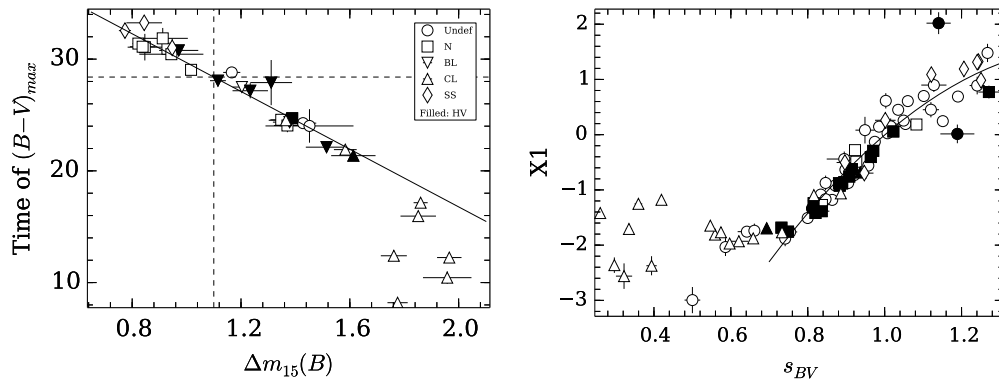 Undef
N
BL
CL
SS
Filled: HV
30
20
10
Time of (B−V)max
0.8 1.2 1.6 2.0
Δm15(B)
2
1
0
−1
−2
−3
X1
0.4 0.6 0.8 1.0 1.2
sBV